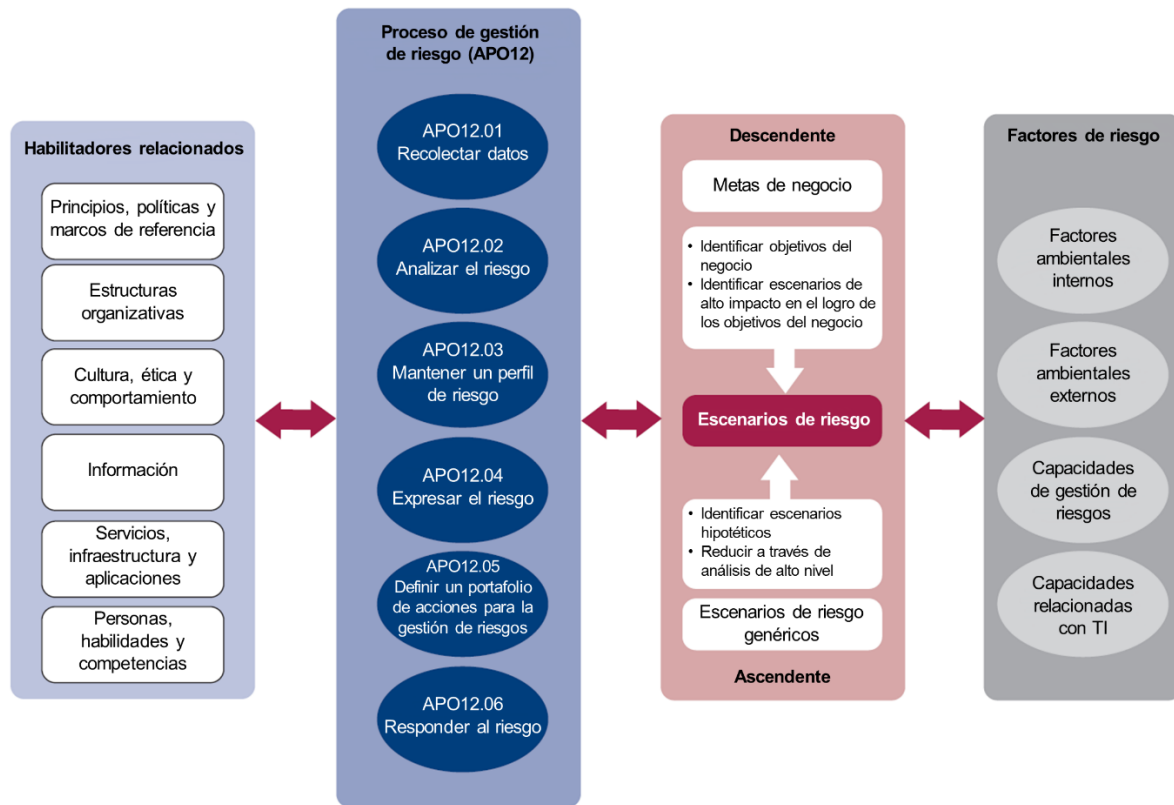 Habilitadores relacionados
Principios, políticas y
marcos de referencia
Estructuras
organizativas
Cultura, ética y
comportamiento
Información
Servicios,
infraestructura y
aplicaciones
Personas,
habilidades y
competencias
Proceso de gestión
de riesgo (APO12)
APO12.01
Recolectar datos
APO12.02
Analizar el riesgo
APO12.03
Mantener un perfil
de riesgo
APO12.04
Expresar el riesgo
APO12.05
Definir un portafolio
de acciones para la
gestión de riesgos
APO12.06
Responder al riesgo
Descendente
Metas de negocio
• Identificar objetivos del
negocio
• Identificar escenarios de
alto impacto en el logro de
los objetivos del negocio
Escenarios de riesgo
• Identificar escenarios
hipotéticos
• Reducir a través de
análisis de alto nivel
Escenarios de riesgo
genéricos
Ascendente
Factores de riesgo
Factores
ambientales
internos
Factores
ambientales
externos
Capacidades
de gestión de
riesgos
Capacidades
relacionadas
con TI